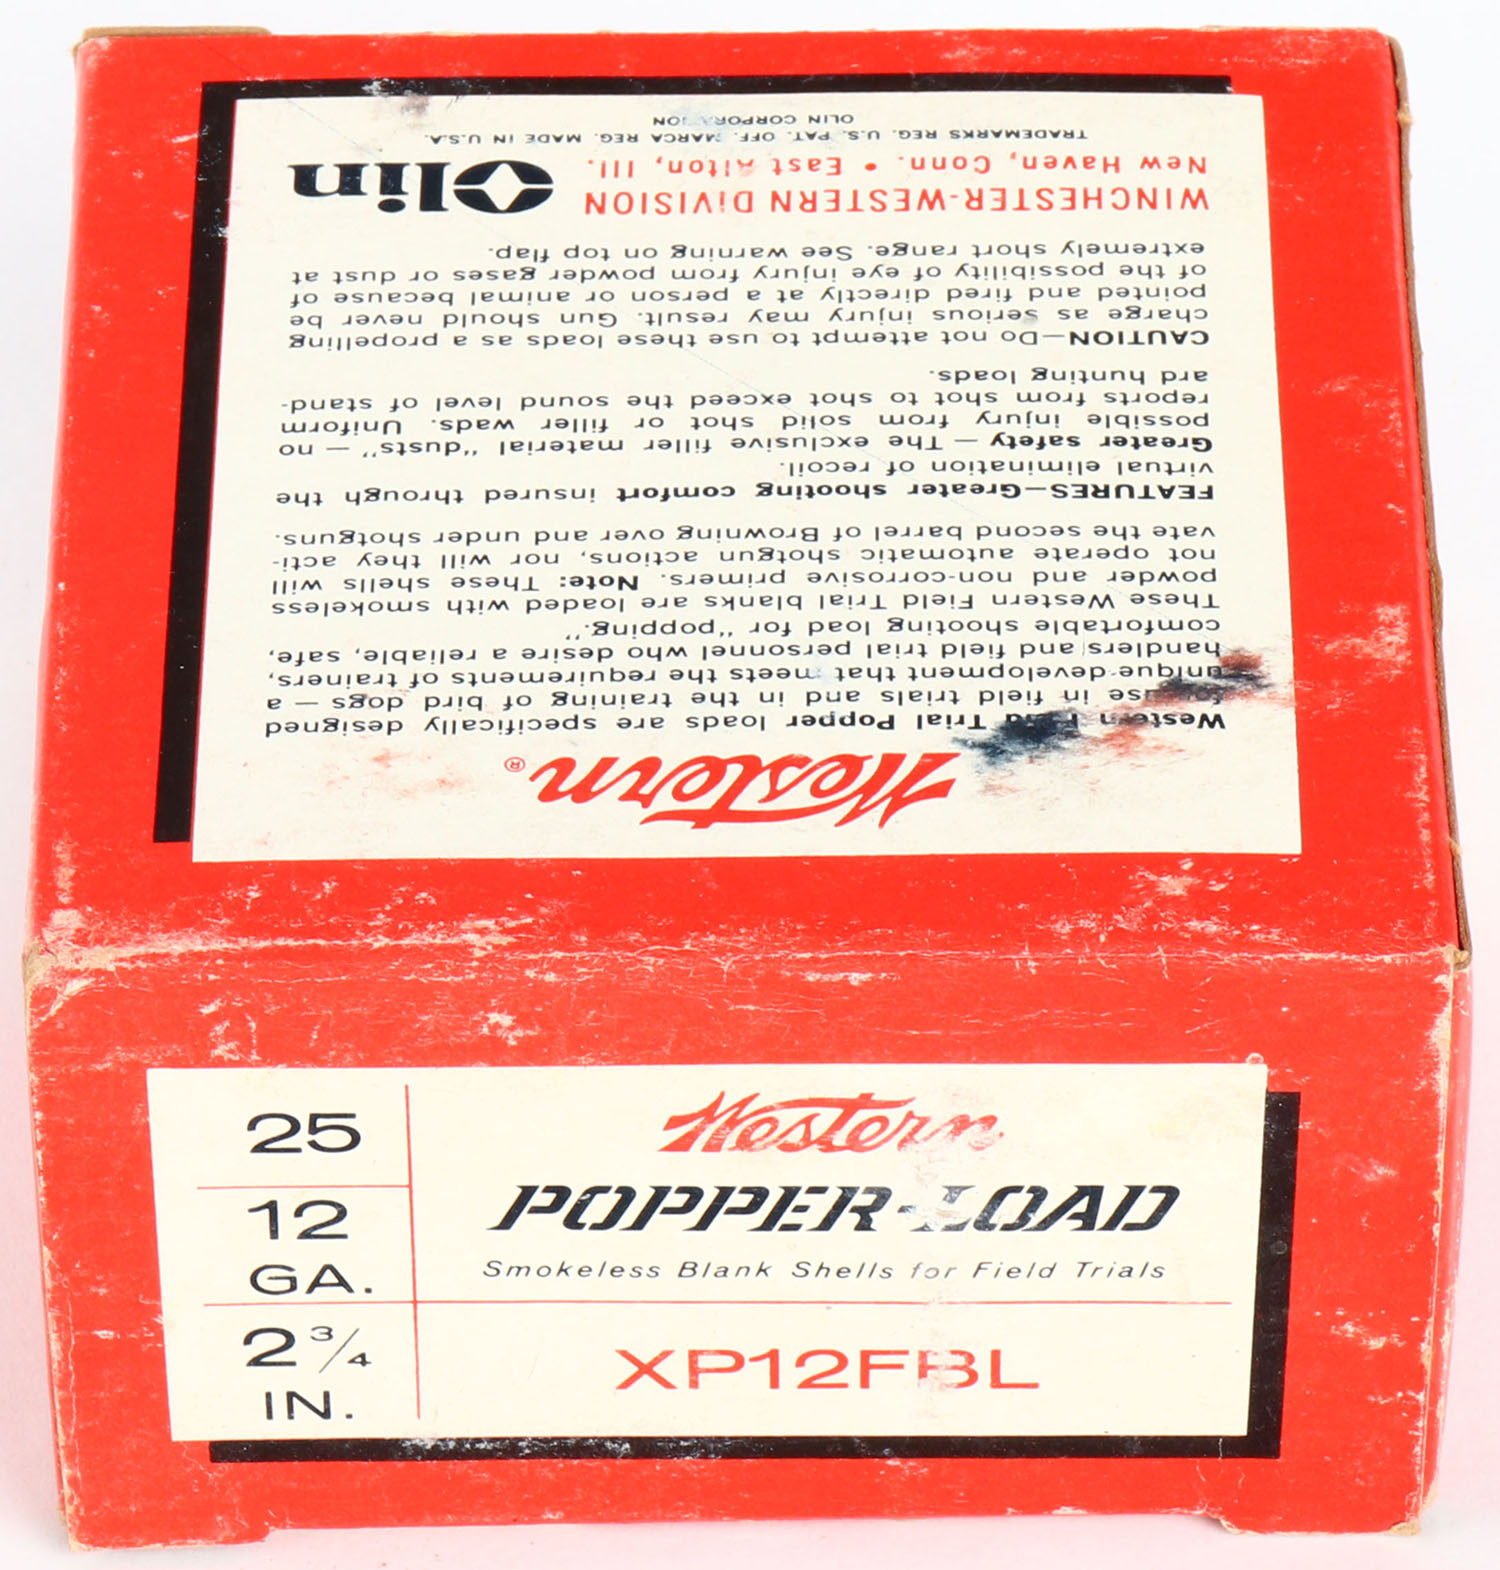 Western®
Western Field Trial Popper loads are specifically designed
for use in field trials and in the training of bird dogs — a
unique development that meets the requirements of trainers,
handlers and field trial personnel who desire a reliable, safe,
comfortable shooting load for "popping."
These Western Field Trial blanks are loaded with smokeless
powder and non-corrosive primers. Note: These shells will
not operate automatic shotgun actions, nor will they acti-
vate the second barrel of Browning over and under shotguns.
FEATURES—Greater shooting comfort insured through the
virtual elimination of recoil.
Greater safety — The exclusive filler material "dusts" — no
possible injury from solid shot or filler wads. Uniform
reports from shot to shot exceed the sound level of stand-
ard hunting loads.
CAUTION—Do not attempt to use these loads as a propelling
charge as serious injury may result. Gun should never be
pointed and fired directly at a person or animal because of
of the possibility of eye injury from powder gases or dust at
extremely short range. See warning on top flap.
WINCHESTER-WESTERN DIVISION
New Haven, Conn. • East Alton, Ill.
Olin
TRADEMARKS REG. U.S. PAT. OFF. MARCA REG. MADE IN U.S.A.
OLIN CORPORATION
25
12
GA.
2 3/4
IN.
Western
POPPER-LOAD
Smokeless Blank Shells for Field Trials
XP12FBL